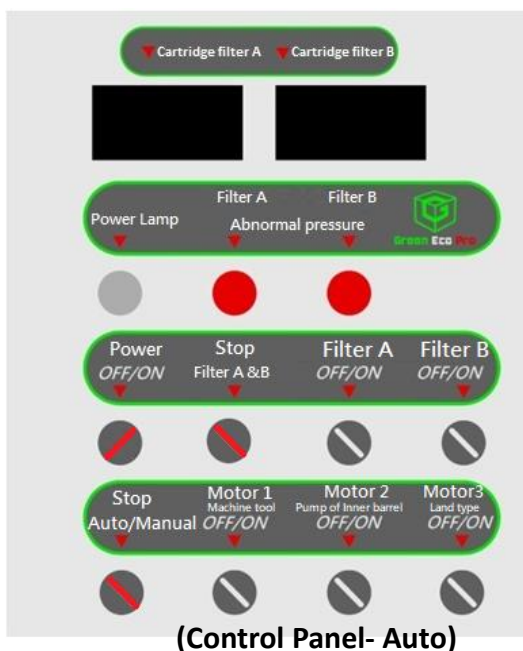 Cartridge filter A Cartridge filter B
Filter A Filter B
Power Lamp Abnormal pressure
Green Eco Pro
Power Stop Filter A Filter B
OFF/ON Filter A &B OFF/ON OFF/ON
Stop Motor 1 Motor 2 Motor3
Machine tool Pump of Inner barrel Land type
Auto/Manual OFF/ON OFF/ON OFF/ON
(Control Panel- Auto)